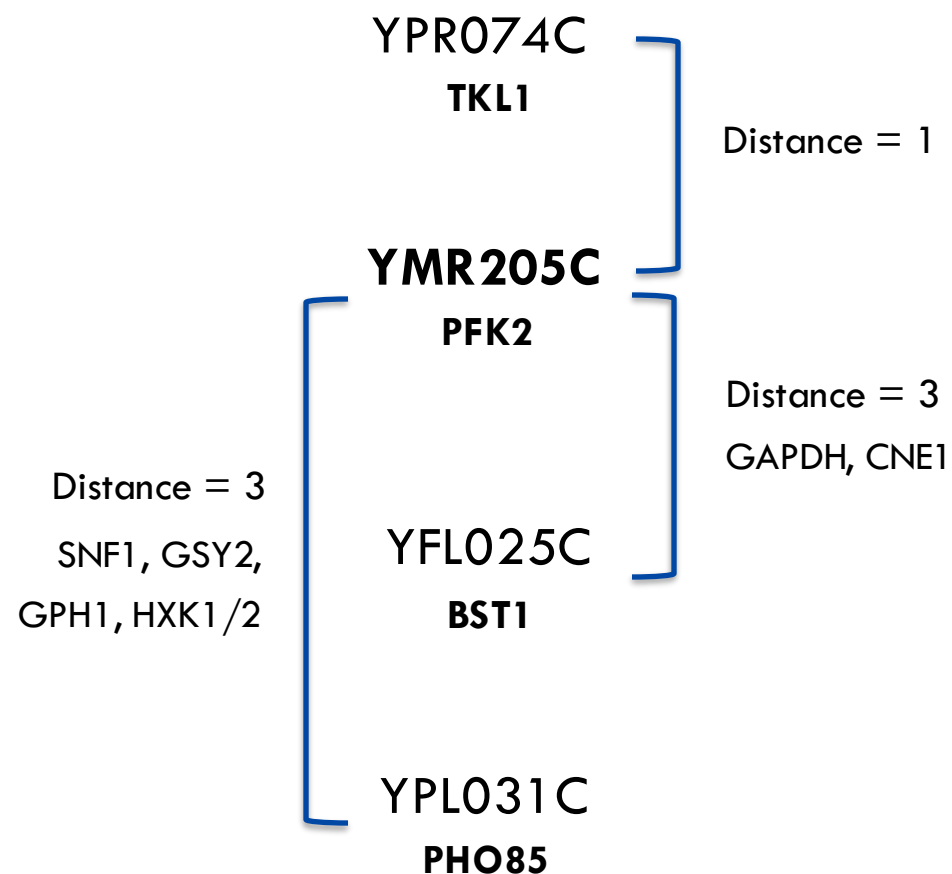 YPR074C
TKL1
Distance = 1
YMR205C
PFK2
Distance = 3
GAPDH, CNE1
Distance = 3
SNF1, GSY2,
GPH1, HXK1/2
YFL025C
BST1
YPL031C
PHO85